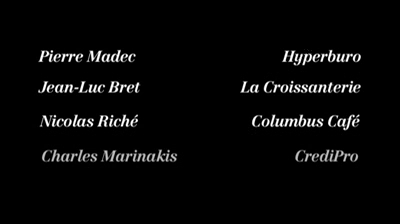 Pierre Madec Hyperburo
Jean-Luc Bret La Croissanterie
Nicolas Riché Columbus Café
Charles Marinakis CrediPro